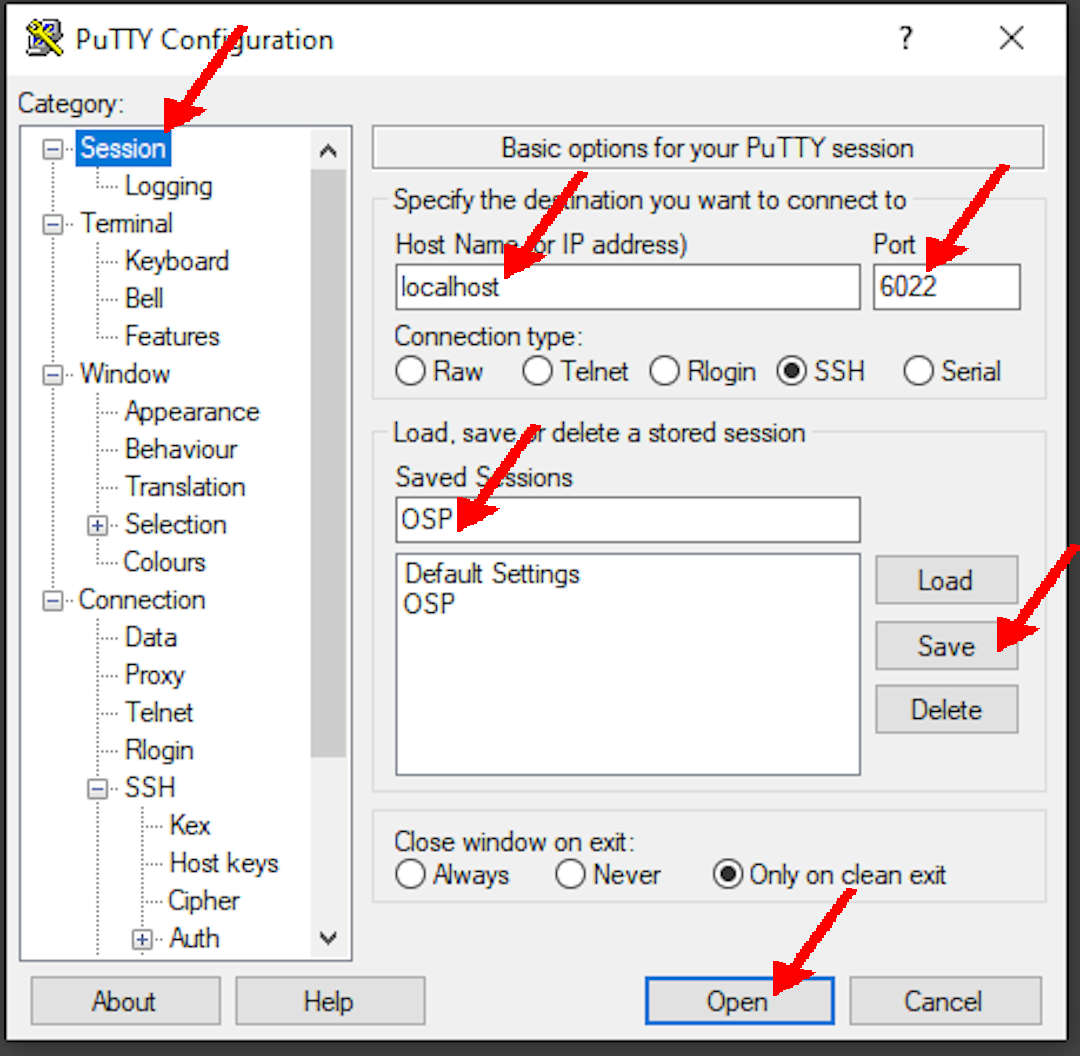 PuTTY Configuration
?
Category:
Session
Logging
Terminal
Keyboard
Bell
Features
Window
Appearance
Behaviour
Translation
Selection
Colours
Connection
Data
Proxy
Telnet
Rlogin
SSH
Kex
Host keys
Cipher
Auth
Basic options for your PuTTY session
Specify the destination you want to connect to
Host Name (or IP address) Port
localhost 6022
Connection type:
Raw Telnet Rlogin SSH Serial
Load, save or delete a stored session
Saved Sessions
OSP
Default Settings
OSP
Load
Save
Delete
Close window on exit:
Always Never Only on clean exit
About Help Open Cancel